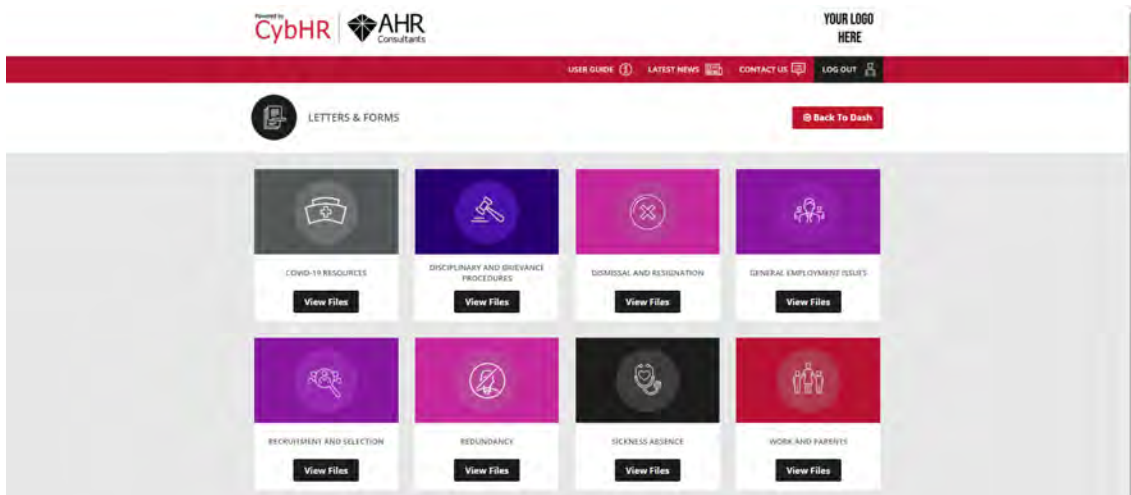 Powered by
CybHR
AHR
Consultants
YOUR LOGO
HERE
USER GUIDE
LATEST NEWS
CONTACT US
LOG OUT
LETTERS & FORMS
Back To Dash
COVID-19 RESOURCES
DISCIPLINARY AND GRIEVANCE
PROCEDURES
DISMISSAL AND RESIGNATION
GENERAL EMPLOYMENT ISSUES
View Files
View Files
View Files
View Files
RECRUITMENT AND SELECTION
REDUNDANCY
SICKNESS ABSENCE
WORK AND PARENTS
View Files
View Files
View Files
View Files